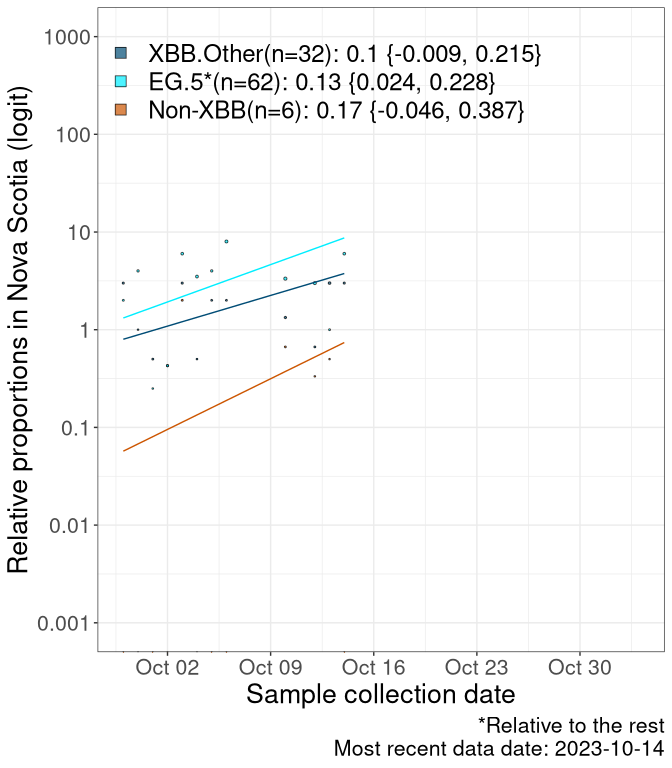 XBB.Other(n=32): 0.1 {-0.009, 0.215}
EG.5*(n=62): 0.13 {0.024, 0.228}
Non-XBB(n=6): 0.17 {-0.046, 0.387}
Relative proportions in Nova Scotia (logit)
1000
100
10
1
0.1
0.01
0.001
Oct 02 Oct 09 Oct 16 Oct 23 Oct 30
Sample collection date
*Relative to the rest
Most recent data date: 2023-10-14